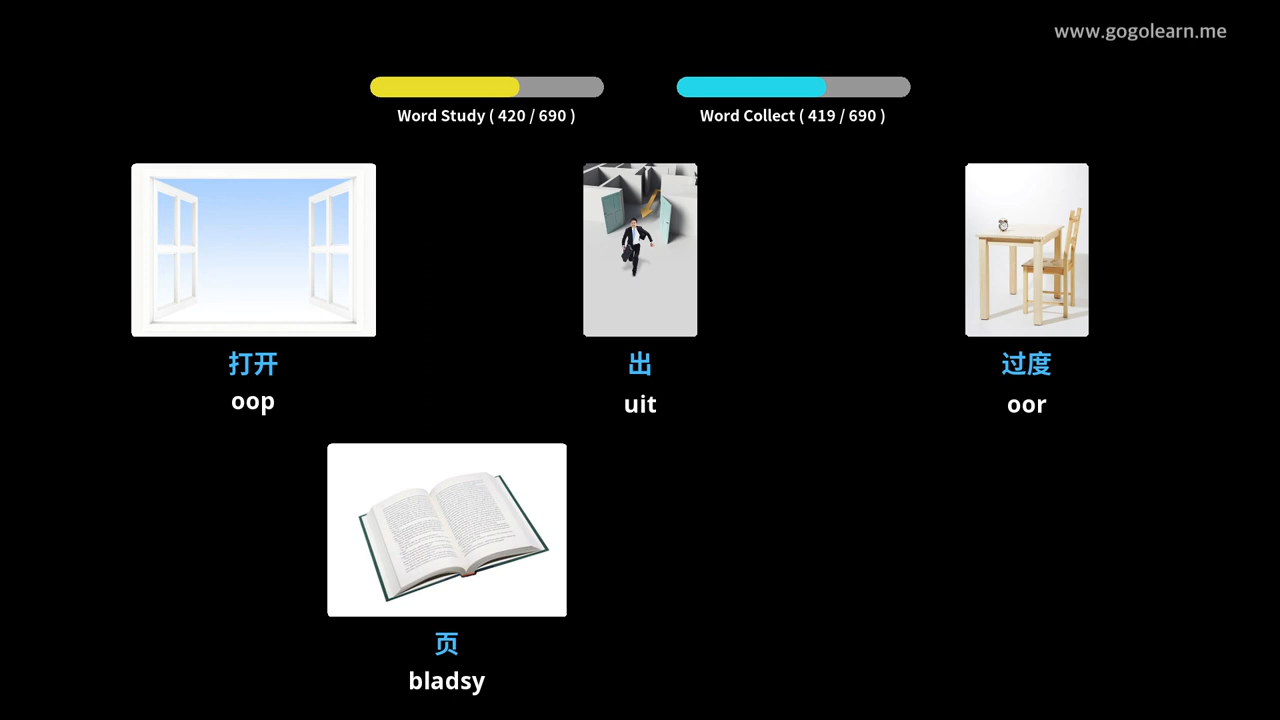 www.gogolearn.me
Word Study ( 420 / 690 )
Word Collect ( 419 / 690 )
打开
oop
出
uit
过度
oor
页
bladsy